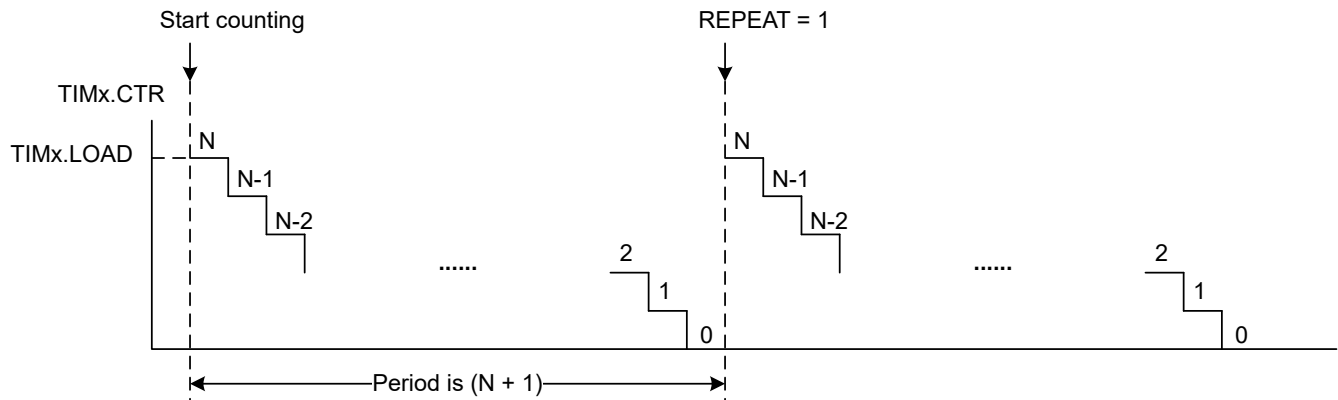 Start counting
REPEAT = 1
TIMx.CTR
TIMx.LOAD
N
N-1
N-2
......
2
1
0
N
N-1
N-2
......
2
1
0
Period is (N + 1)